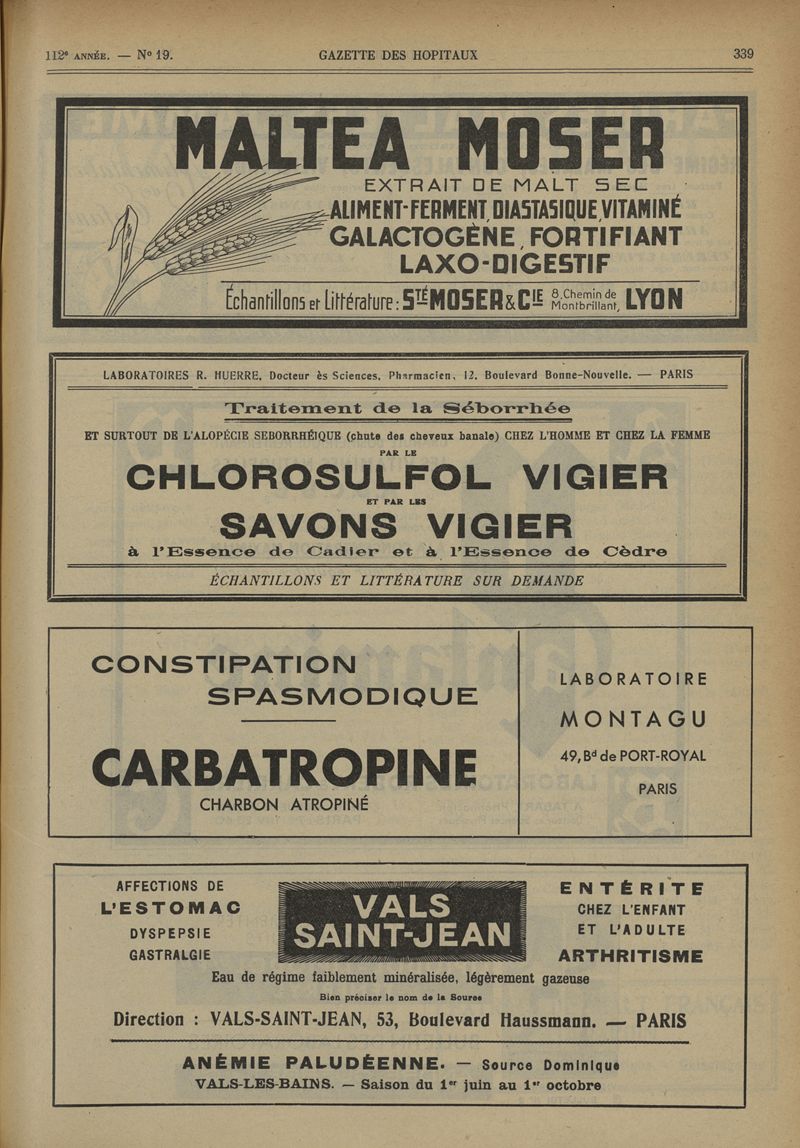 112e ANNÉE. — No 19.
GAZETTE DES HOPITAUX
339
MALTEA MOSER
EXTRAIT DE MALT SEC
ALIMENT-FERMENT, DIASTASIQUE, VITAMINÉ
GALACTOGÈNE, FORTIFIANT
LAXO-DIGESTIF
Échantillons et Littérature : STÉ MOSER & CIE 8, Chemin de Montbrillant, LYON
LABORATOIRES R. HUERRE, Docteur ès Sciences, Pharmacien, 12, Boulevard Bonne-Nouvelle. — PARIS
Traitement de la Séborrhée
ET SURTOUT DE L'ALOPÉCIE SEBORRHÉIQUE (chute des cheveux banale) CHEZ L'HOMME ET CHEZ LA FEMME
PAR LE
CHLOROSULFOL VIGIER
ET PAR LES
SAVONS VIGIER
à l'Essence de Cadier et à l'Essence de Cèdre
ÉCHANTILLONS ET LITTÉRATURE SUR DEMANDE
CONSTIPATION
SPASMODIQUE
CARBATROPINE
CHARBON ATROPINÉ
LABORATOIRE
MONTAGU
49, Bd de PORT-ROYAL
PARIS
AFFECTIONS DE
L'ESTOMAC
DYSPEPSIE
GASTRALGIE
VALS
SAINT-JEAN
ENTÉRITE
CHEZ L'ENFANT
ET L'ADULTE
ARTHRITISME
Eau de régime faiblement minéralisée, légèrement gazeuse
Bien préciser le nom de la Source
Direction : VALS-SAINT-JEAN, 53, Boulevard Haussmann. — PARIS
ANÉMIE PALUDÉENNE. — Source Dominique
VALS-LES-BAINS. — Saison du 1er juin au 1er octobre